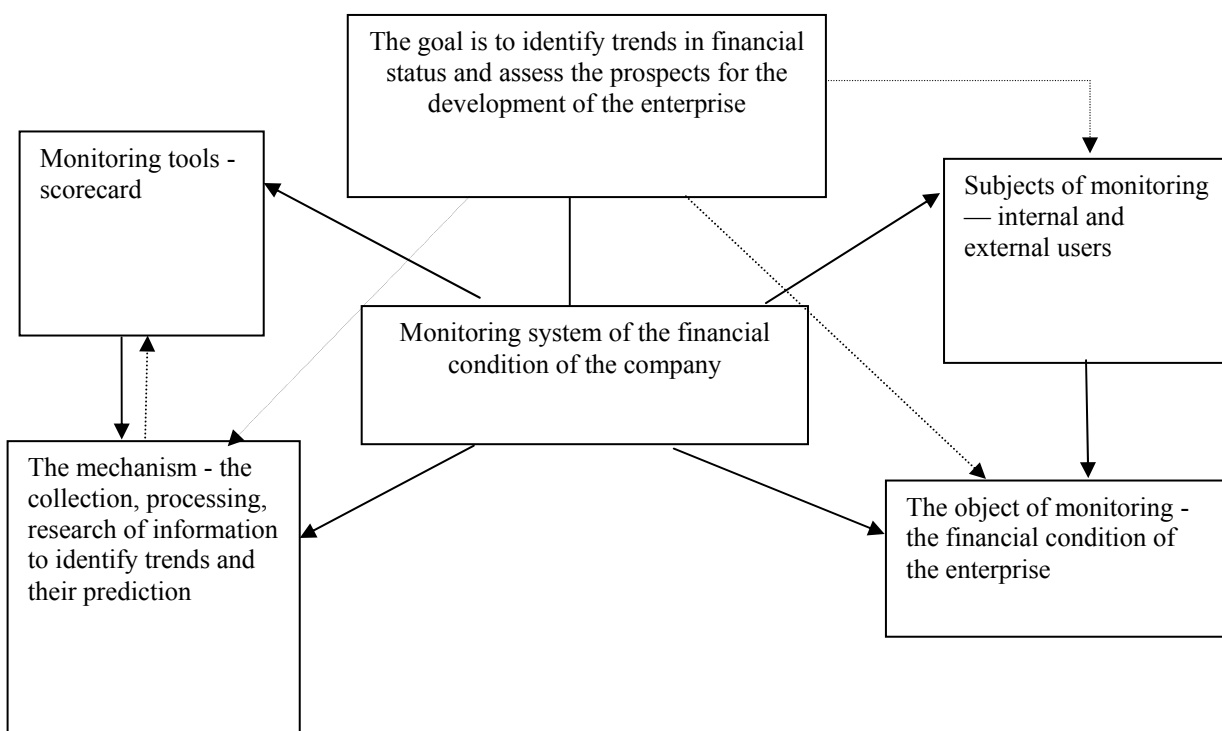 The goal is to identify trends in financial
status and assess the prospects for the
development of the enterprise
Monitoring tools -
scorecard
Subjects of monitoring
— internal and
external users
Monitoring system of the financial
condition of the company
The mechanism - the
collection, processing,
research of information
to identify trends and
their prediction
The object of monitoring -
the financial condition of
the enterprise